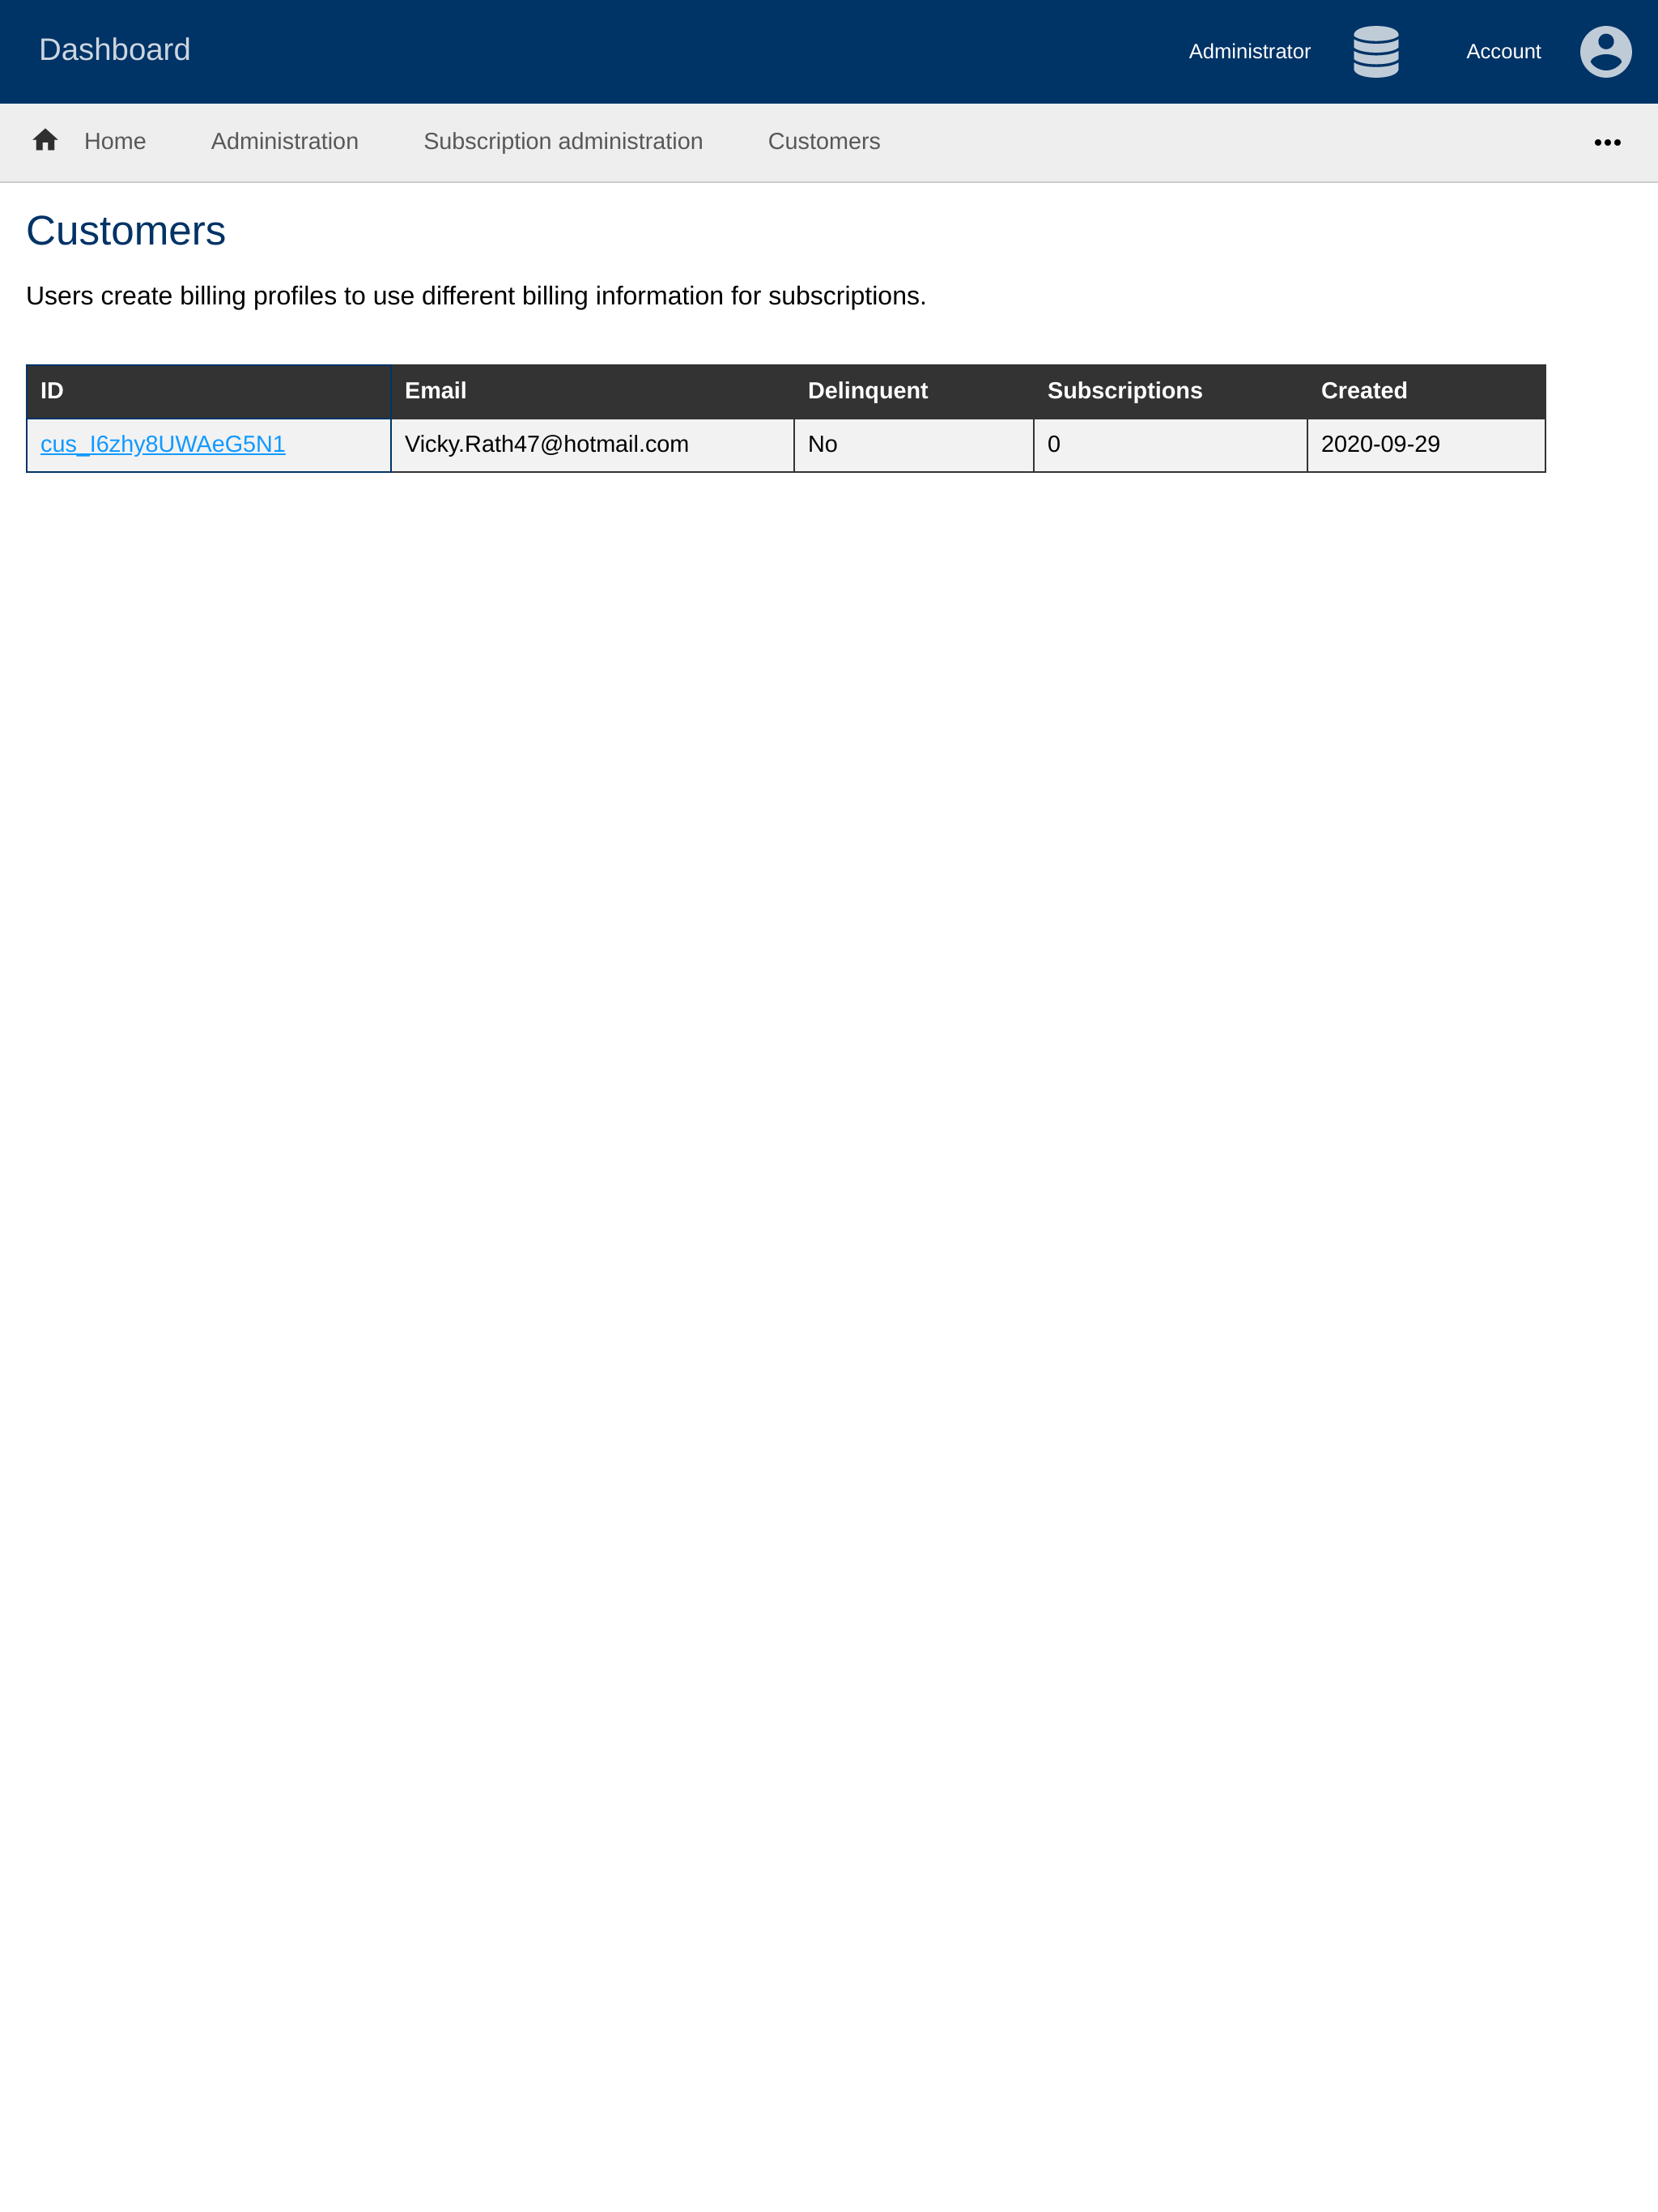 Dashboard Administrator Account
Home Administration Subscription administration Customers
Customers
Users create billing profiles to use different billing information for subscriptions.
ID Email Delinquent Subscriptions Created
cus_I6zhy8UWAeG5N1 Vicky.Rath47@hotmail.com No 0 2020-09-29